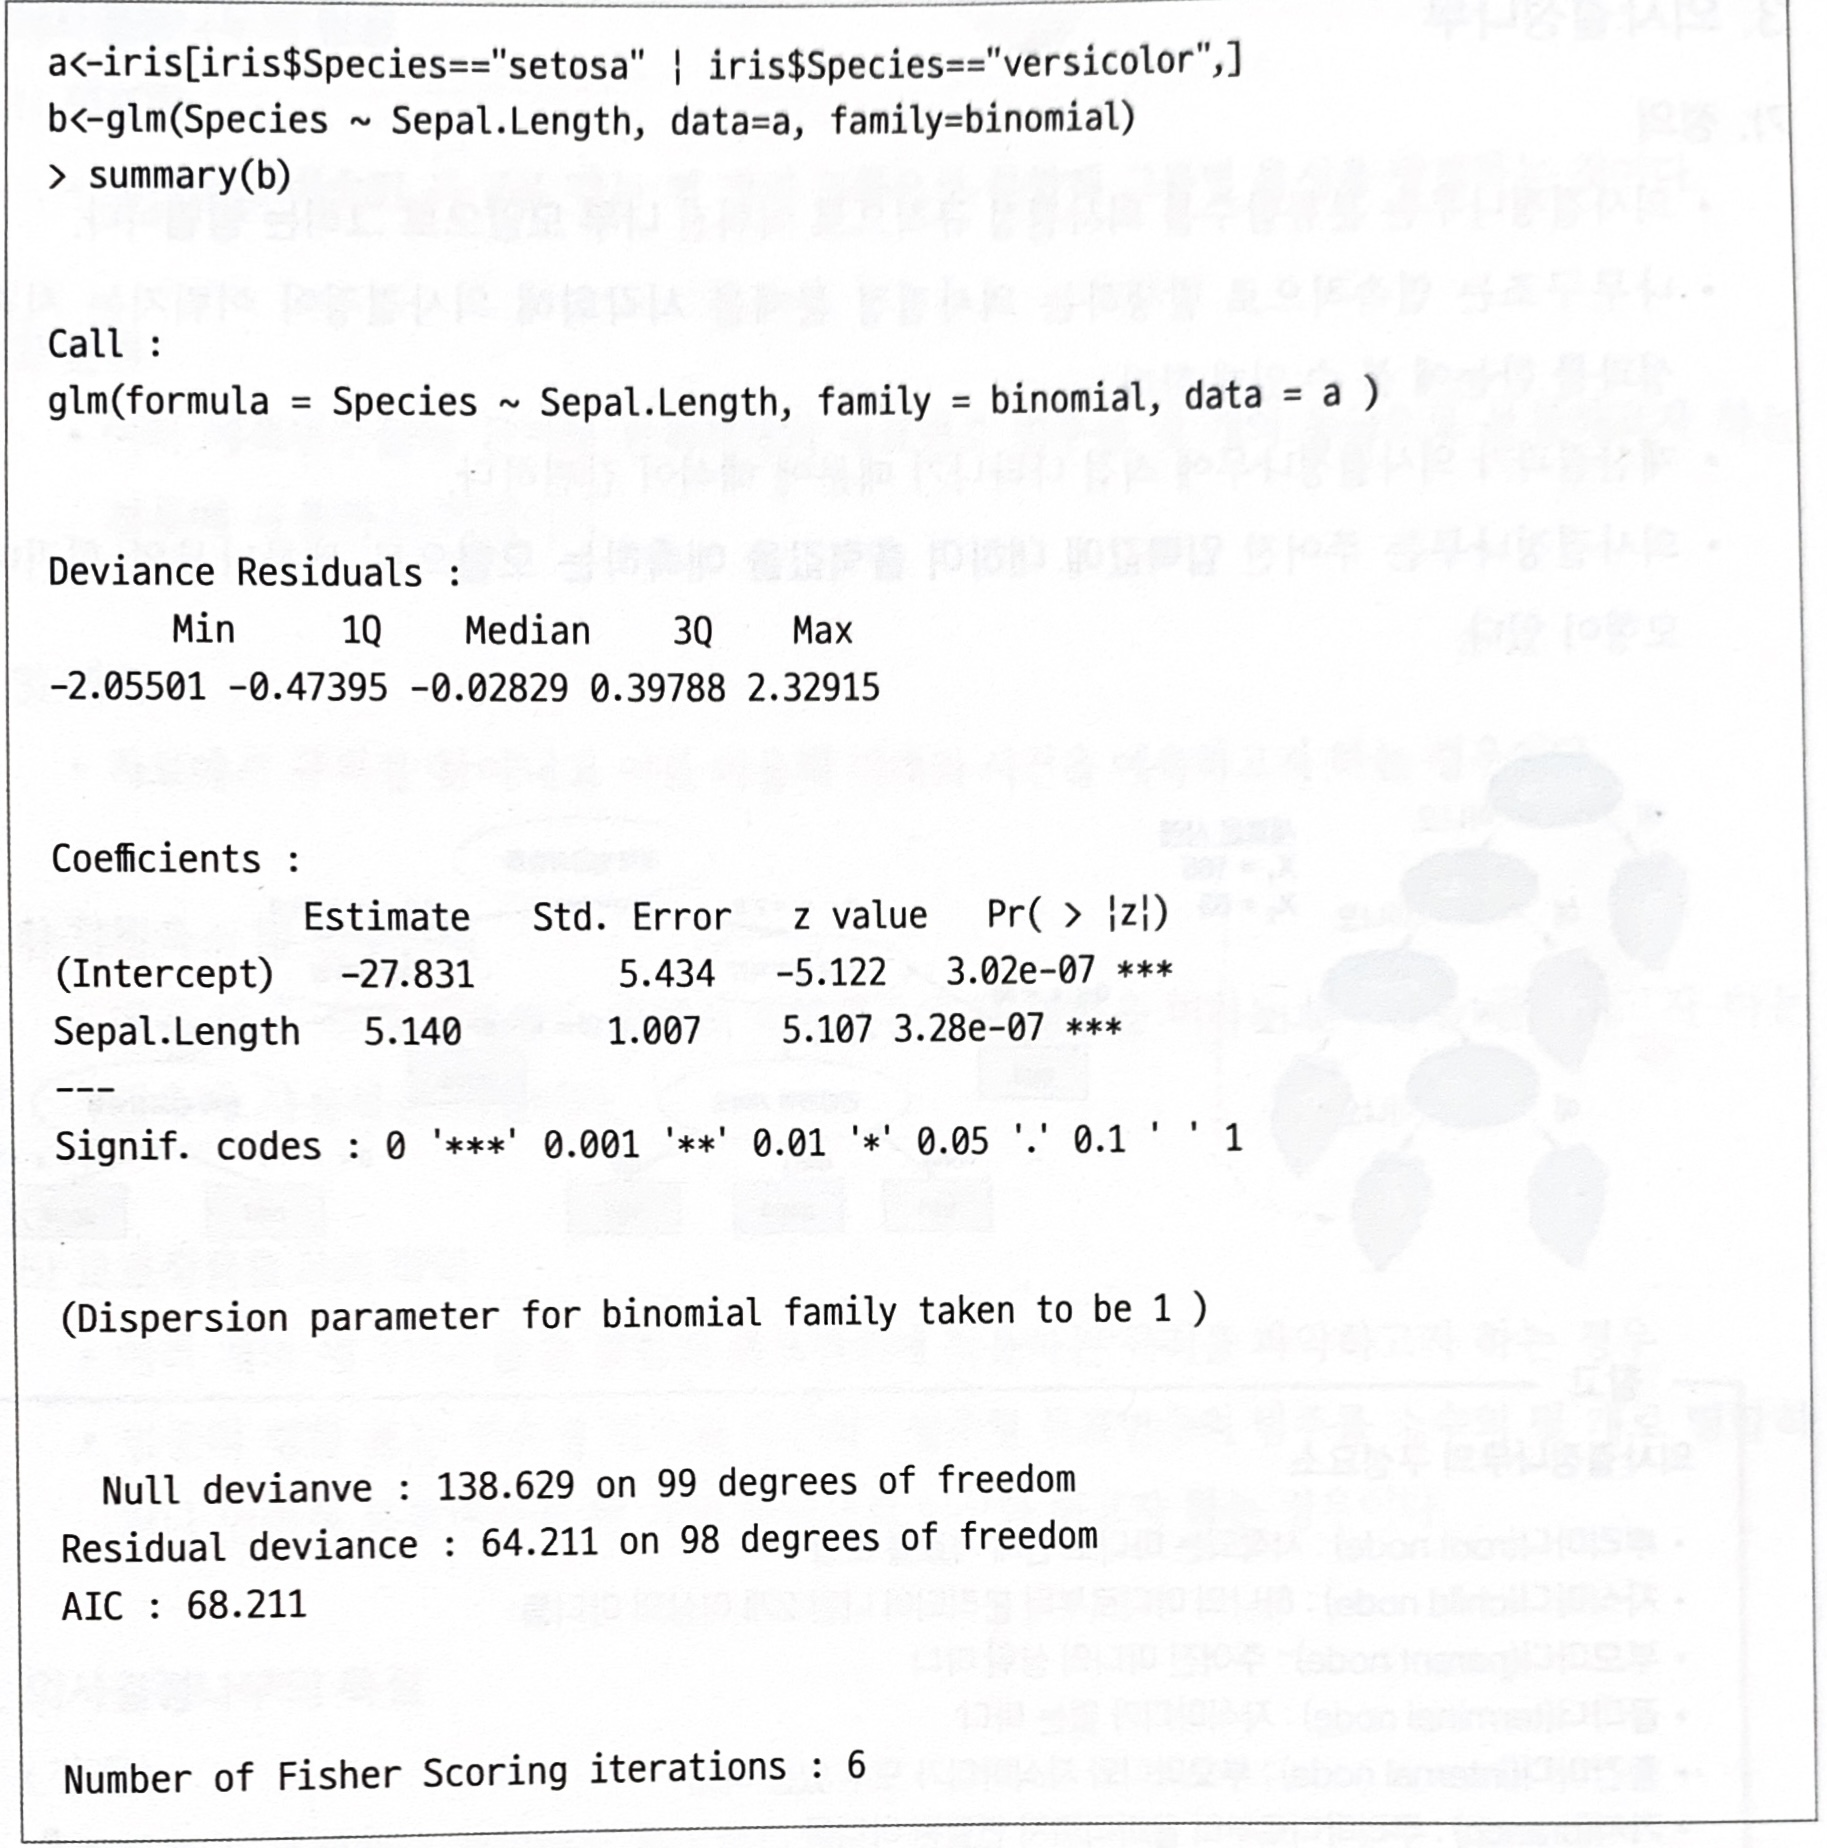 a<-iris[iris$Species=="setosa" | iris$Species=="versicolor",]
b<-glm(Species ~ Sepal.Length, data=a, family=binomial)
> summary(b)
Call :
glm(formula = Species ~ Sepal.Length, family = binomial, data = a )
Deviance Residuals :
Min 1Q Median 3Q Max
-2.05501 -0.47395 -0.02829 0.39788 2.32915
Coefficients :
Estimate Std. Error z value Pr( > |z|)
(Intercept) -27.831 5.434 -5.122 3.02e-07 ***
Sepal.Length 5.140 1.007 5.107 3.28e-07 ***
---
Signif. codes : 0 '***' 0.001 '**' 0.01 '*' 0.05 '.' 0.1 ' ' 1
(Dispersion parameter for binomial family taken to be 1 )
Null devianve : 138.629 on 99 degrees of freedom
Residual deviance : 64.211 on 98 degrees of freedom
AIC : 68.211
Number of Fisher Scoring iterations : 6